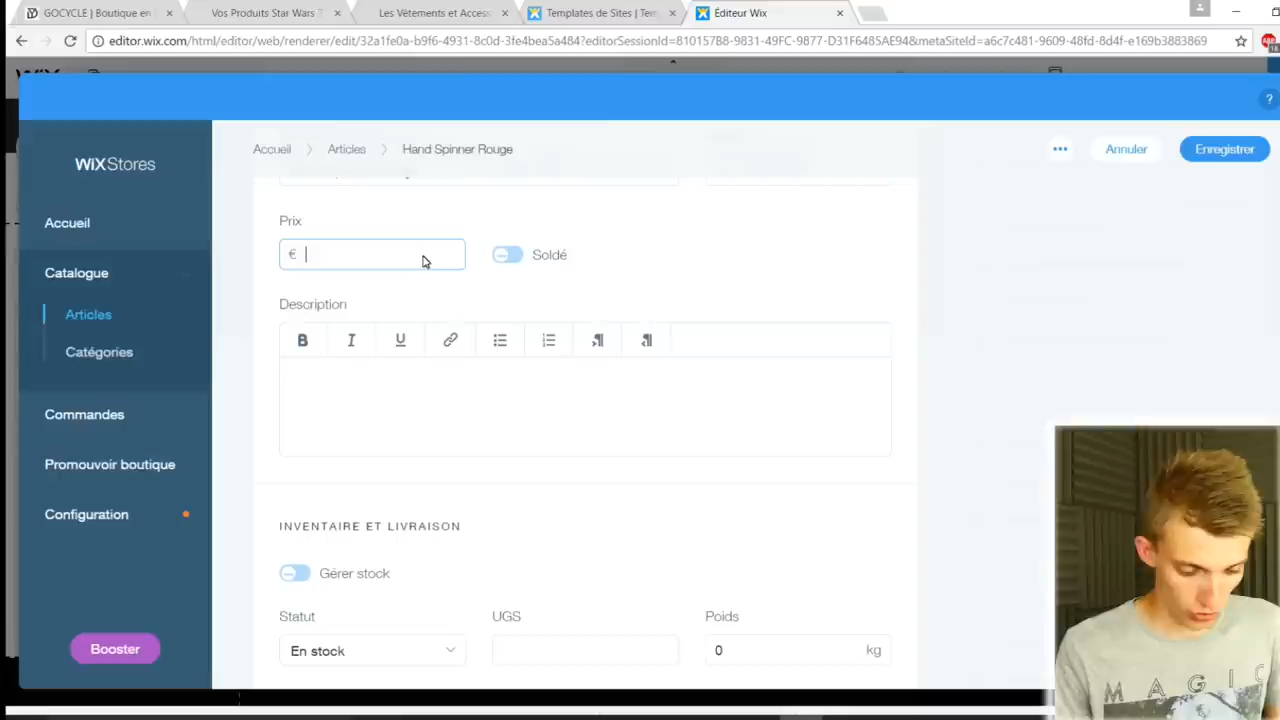 GOCYCLE | Boutique en
Vos Produits Star Wars T
Les Vêtements et Access
Templates de Sites | Tem
Éditeur Wix
editor.wix.com/html/editor/web/renderer/edit/32a1fe0a-b9f6-4931-8c0d-3fe4bea5a484?editorSessionId=810157B8-9831-49FC-9877-D31F6485AE94&metaSiteId=a6c7c481-9609-48fd-8d4f-e169b3883869
?
WiXStores
Accueil
Articles
Hand Spinner Rouge
...
Annuler
Enregistrer
Accueil
Catalogue
Articles
Catégories
Commandes
Promouvoir boutique
Configuration
Booster
Prix
€
Soldé
Description
B I U
INVENTAIRE ET LIVRAISON
Gérer stock
Statut
UGS
Poids
En stock
0
kg
MAGIC